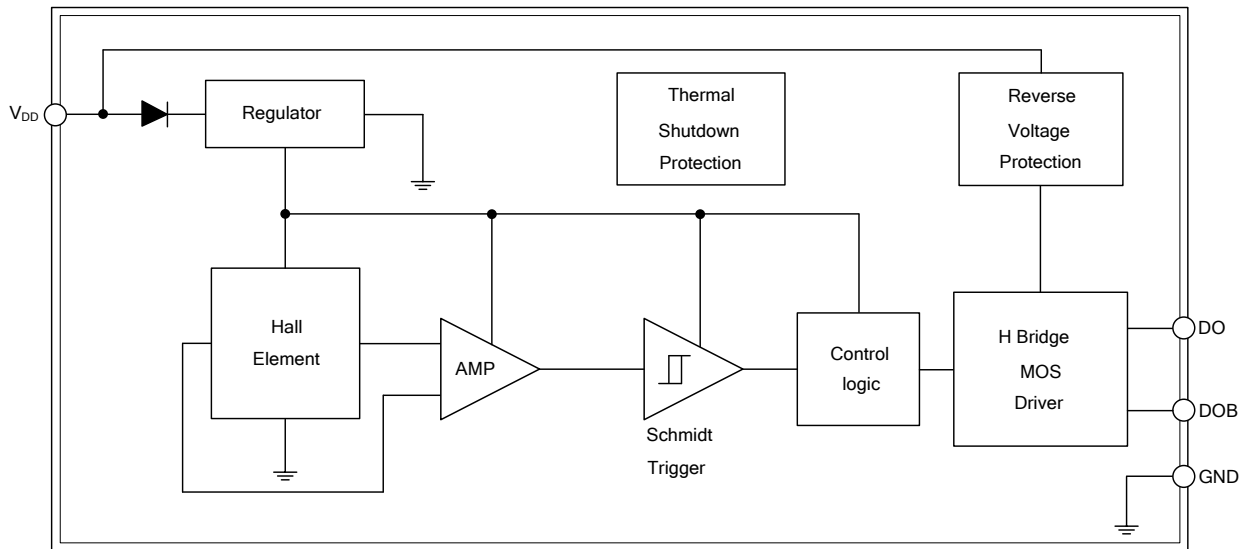 V_DD
Regulator
Thermal
Shutdown
Protection
Reverse
Voltage
Protection
Hall
Element
AMP
Schmidt
Trigger
Control
logic
H Bridge
MOS
Driver
DO
DOB
GND